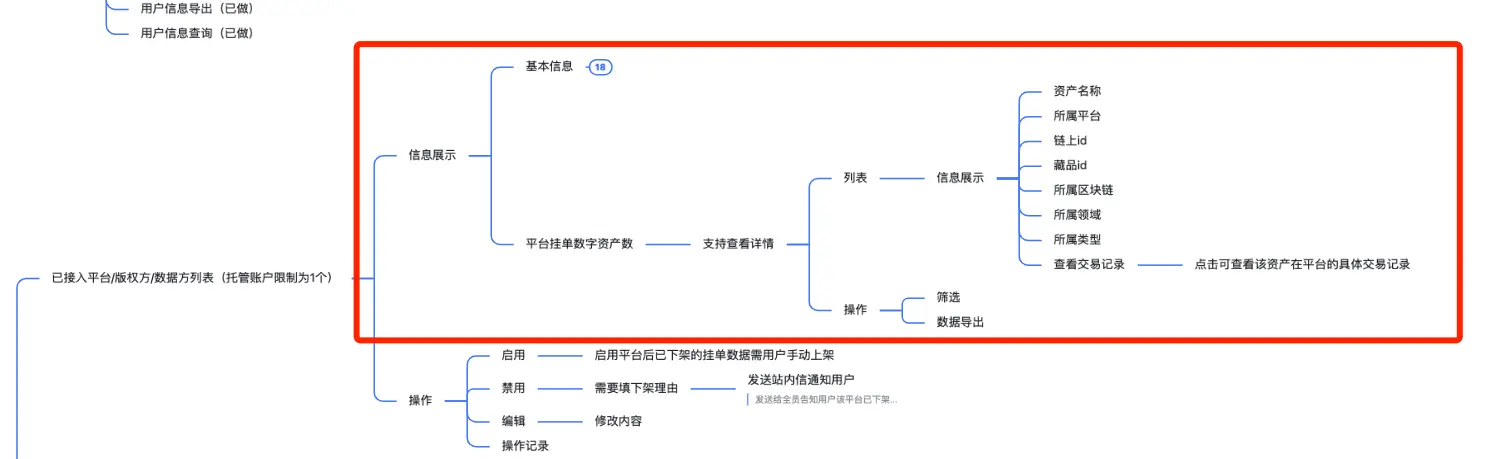 用户信息导出（已做）
用户信息查询（已做）
基本信息
18
资产名称
所属平台
链上id
信息展示
藏品id
列表
信息展示
所属区块链
所属领域
平台挂单数字资产数
支持查看详情
所属类型
查看交易记录
点击可查看该资产在平台的具体交易记录
已接入平台/版权方/数据方列表（托管账户限制为1个）
筛选
操作
数据导出
启用
启用平台后已下架的挂单数据需用户手动上架
发送站内信通知用户
禁用
需要填下架理由
发送给全员告知用户该平台已下架...
操作
编辑
修改内容
操作记录